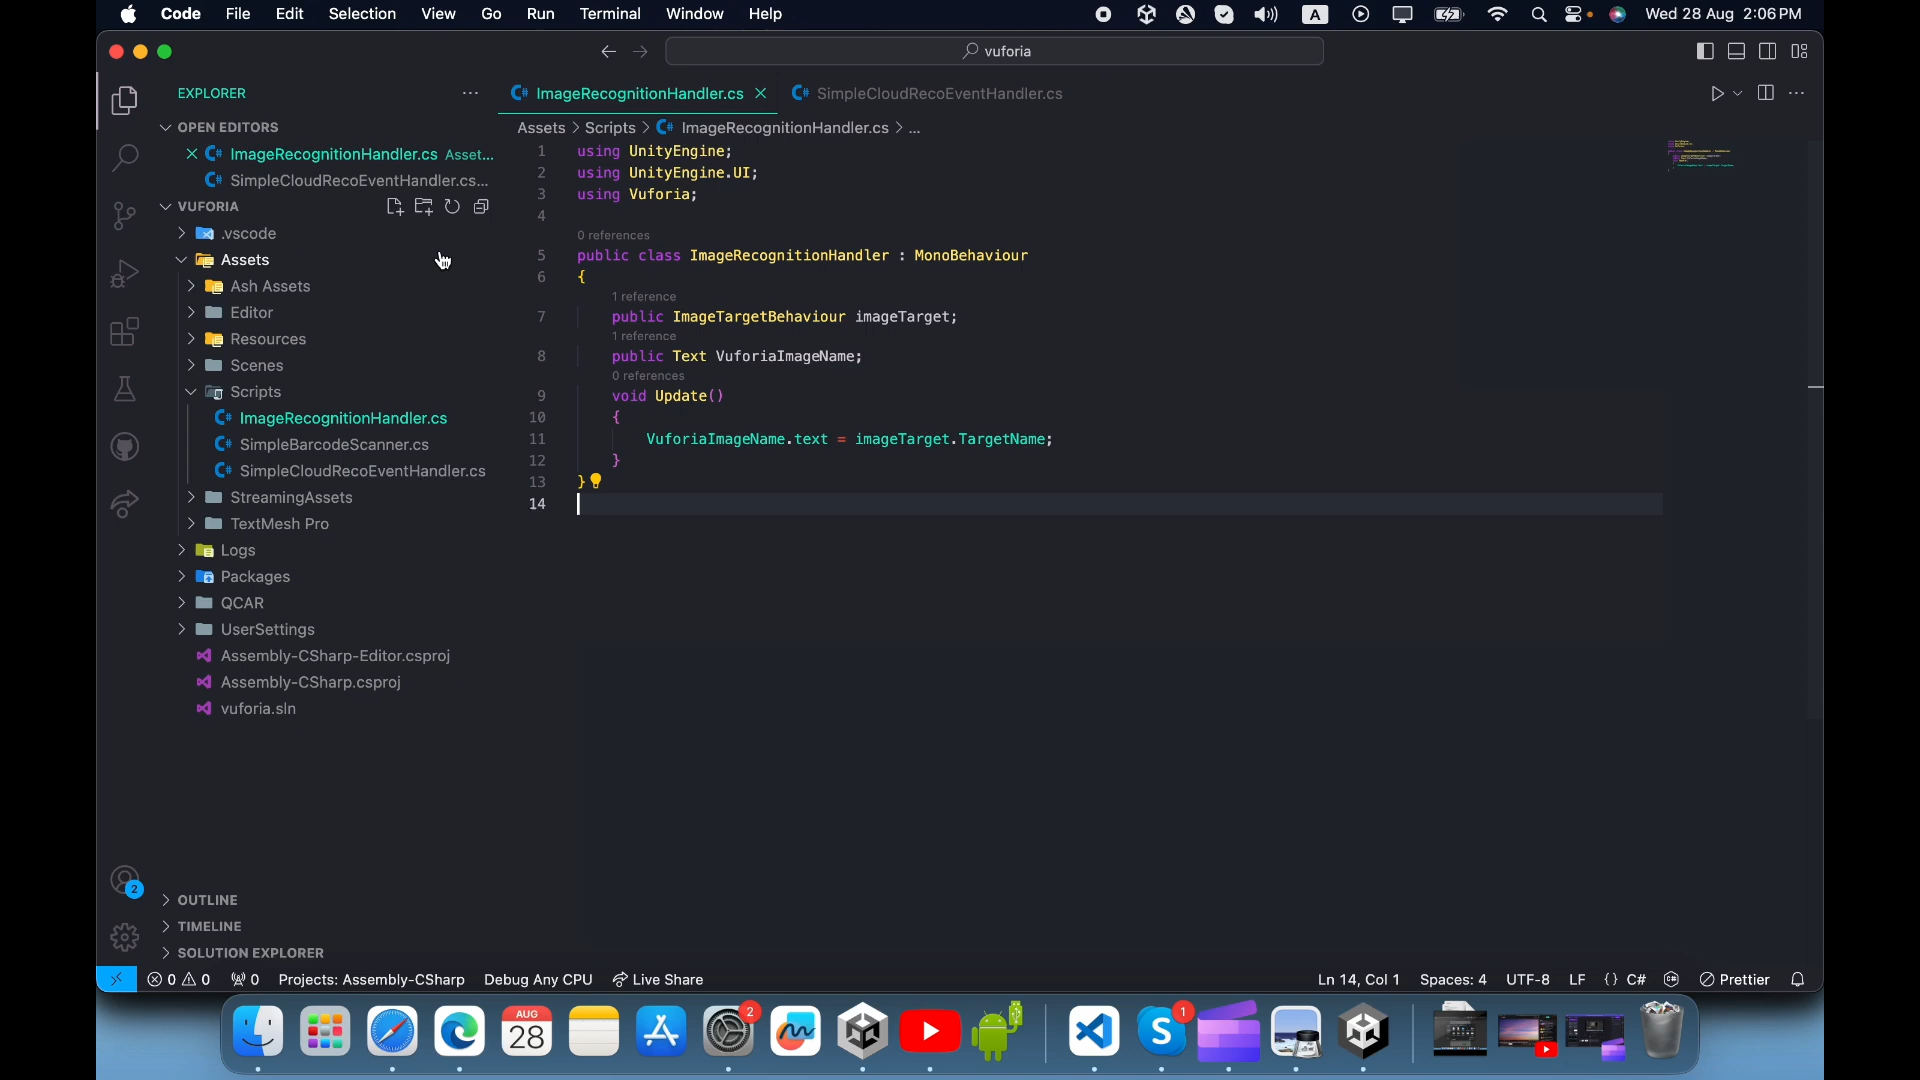 Code File Edit Selection View Go Run Terminal Window Help A Wed 28 Aug 2:06 PM
vuforia
EXPLORER
OPEN EDITORS
ImageRecognitionHandler.cs Asset...
SimpleCloudRecoEventHandler.cs...
VUFORIA
.vscode
Assets
Ash Assets
Editor
Resources
Scenes
Scripts
ImageRecognitionHandler.cs
SimpleBarcodeScanner.cs
SimpleCloudRecoEventHandler.cs
StreamingAssets
TextMesh Pro
Logs
Packages
QCAR
UserSettings
Assembly-CSharp-Editor.csproj
Assembly-CSharp.csproj
vuforia.sln
2
OUTLINE
TIMELINE
SOLUTION EXPLORER
ImageRecognitionHandler.cs SimpleCloudRecoEventHandler.cs
Assets > Scripts > ImageRecognitionHandler.cs > ...
1 using UnityEngine;
2 using UnityEngine.UI;
3 using Vuforia;
4
0 references
5 public class ImageRecognitionHandler : MonoBehaviour
6 {
1 reference
7 public ImageTargetBehaviour imageTarget;
1 reference
8 public Text VuforiaImageName;
0 references
9 void Update()
10 {
11 VuforiaImageName.text = imageTarget.TargetName;
12 }
13 }
14
0 0 0 Projects: Assembly-CSharp Debug Any CPU Live Share Ln 14, Col 1 Spaces: 4 UTF-8 LF {} C# Prettier
AUG
28
2
S
1